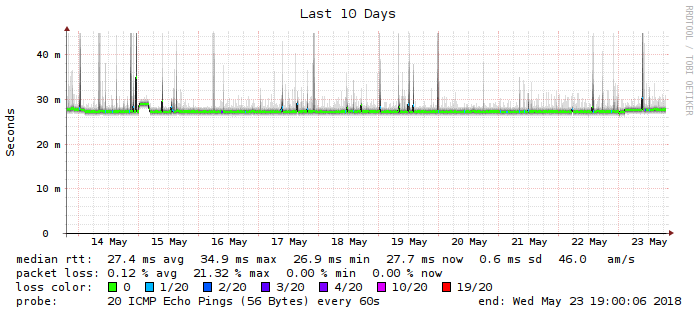 Last 10 Days
RRDTOOL / TOBI OETIKER
Seconds
40 m
30 m
20 m
10 m
0
14 May 15 May 16 May 17 May 18 May 19 May 20 May 21 May 22 May 23 May
median rtt: 27.4 ms avg 34.9 ms max 26.9 ms min 27.7 ms now 0.6 ms sd 46.0 am/s
packet loss: 0.12 % avg 21.32 % max 0.00 % min 0.00 % now
loss color: 0 1/20 2/20 3/20 4/20 10/20 19/20
probe: 20 ICMP Echo Pings (56 Bytes) every 60s end: Wed May 23 19:00:06 2018